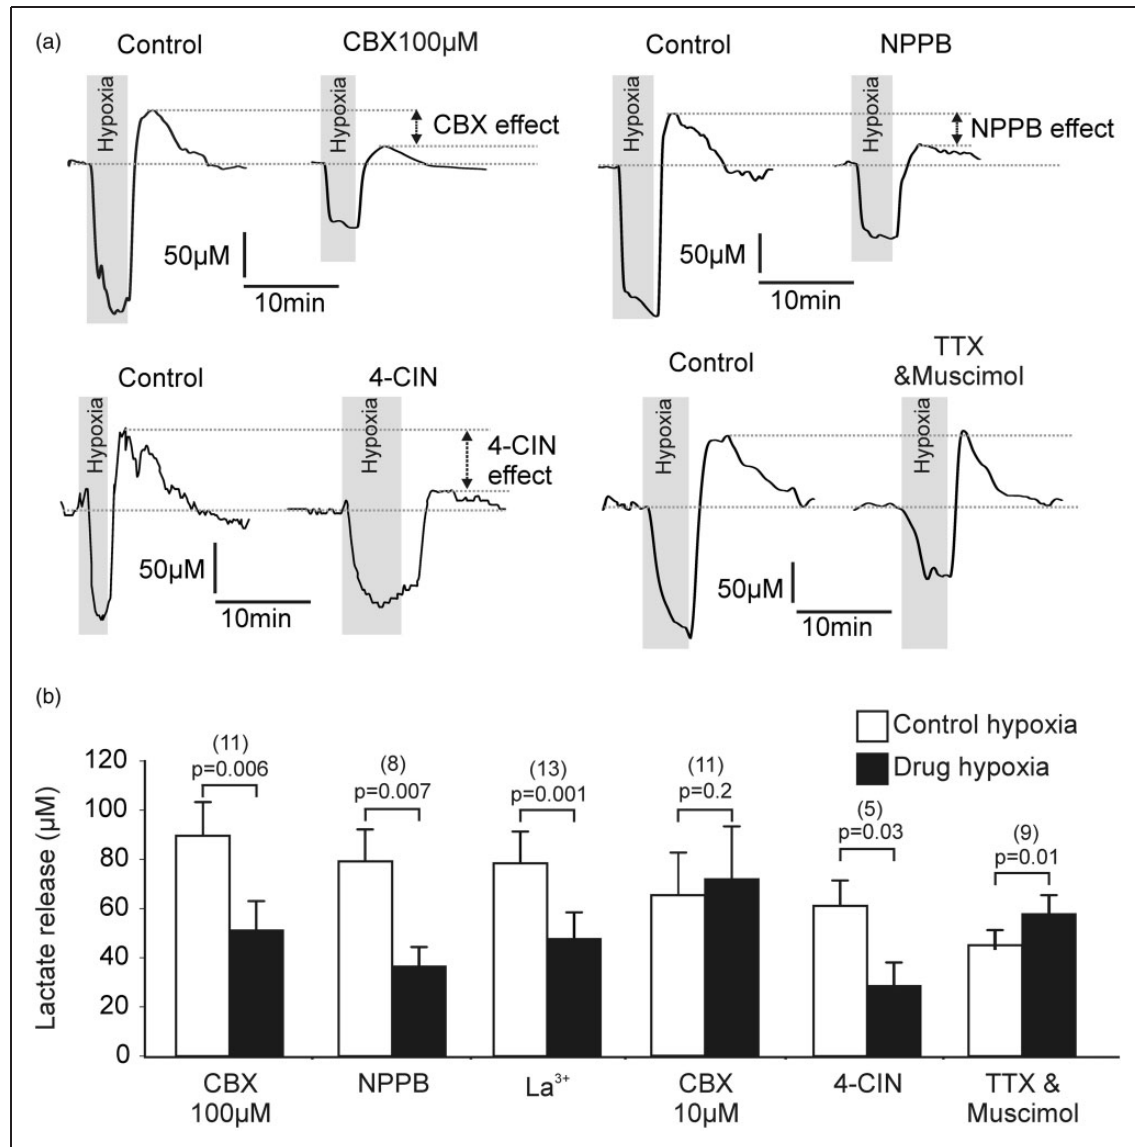 (a)
Control
CBX100µM
Hypoxia
Hypoxia
CBX effect
50µM
10min
Control
NPPB
Hypoxia
Hypoxia
NPPB effect
50µM
10min
Control
4-CIN
Hypoxia
Hypoxia
4-CIN
effect
50µM
10min
Control
TTX
&Muscimol
Hypoxia
Hypoxia
50µM
10min
(b)
Control hypoxia
Drug hypoxia
Lactate release (µM)
120
100
80
60
40
20
0
(11)
p=0.006
(8)
p=0.007
(13)
p=0.001
(11)
p=0.2
(5)
p=0.03
(9)
p=0.01
CBX
100µM
NPPB
La³⁺
CBX
10µM
4-CIN
TTX &
Muscimol